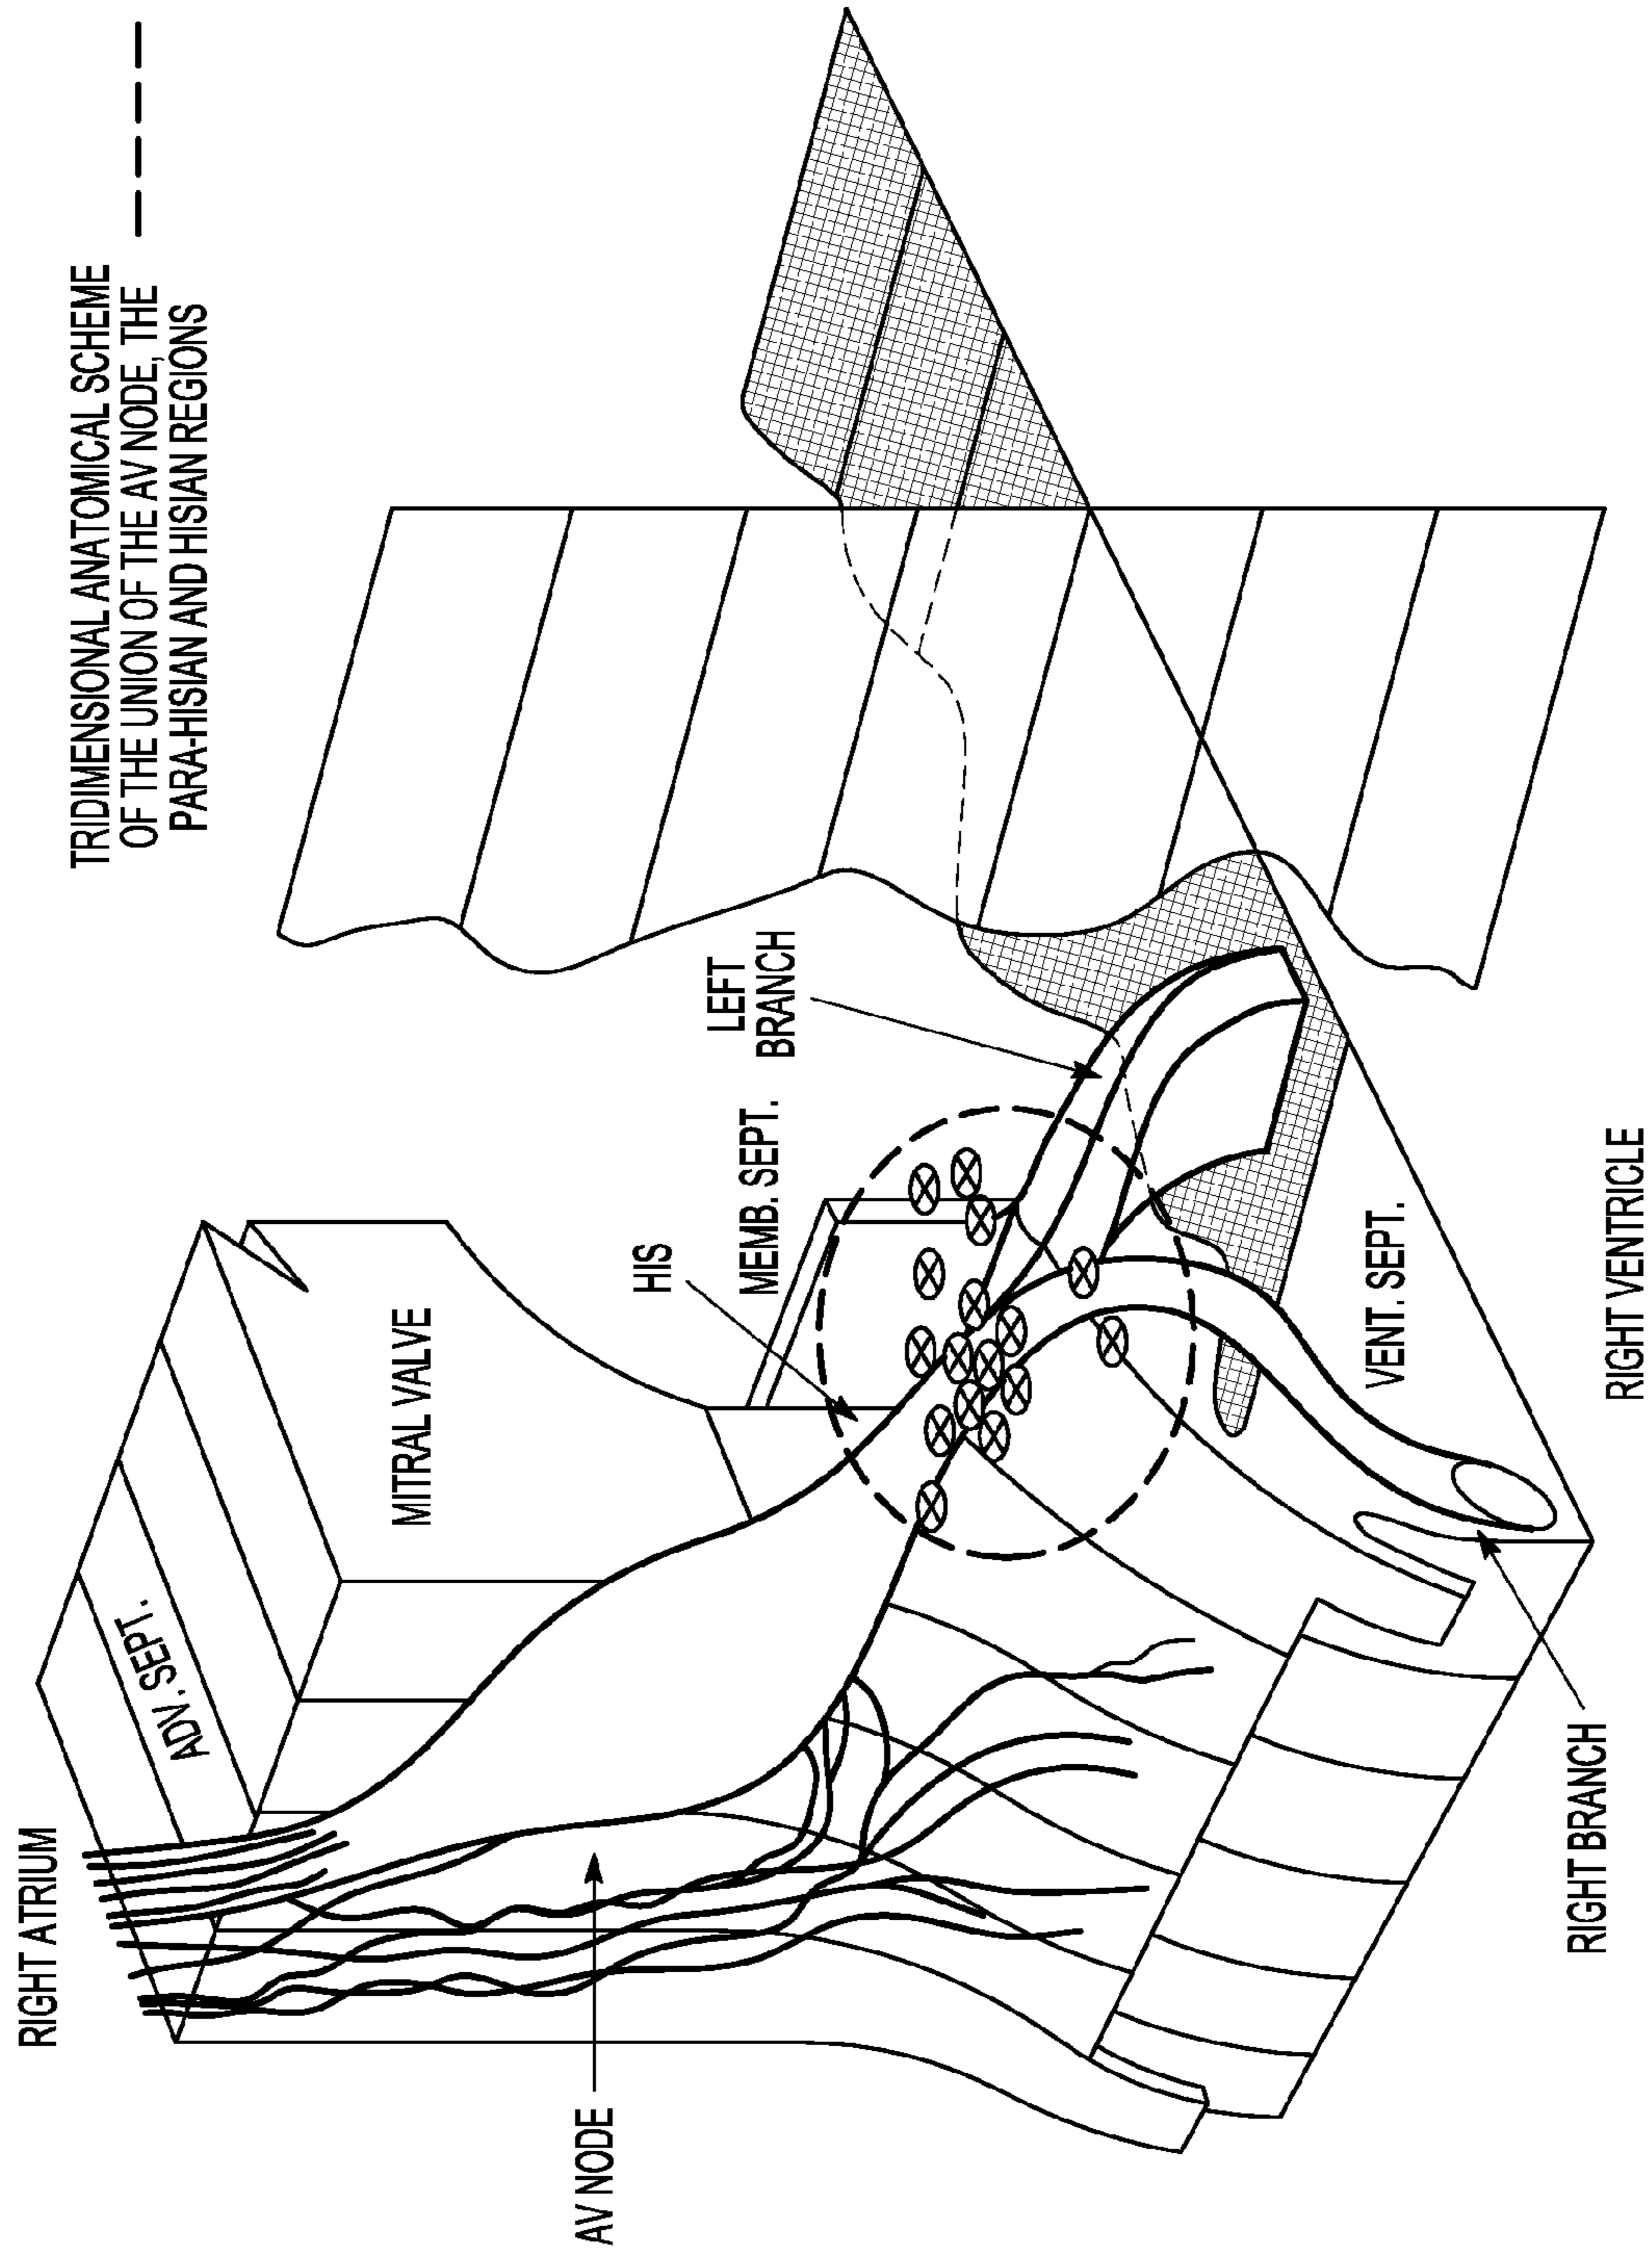 TRIDIMENSIONAL ANATOMICAL SCHEME
OF THE UNION OF THE AV NODE, THE
PARA-HISIAN AND HISIAN REGIONS
RIGHT ATRIUM
ADV. SEPT.
MITRAL VALVE
AV NODE
HIS
MEMB. SEPT.
LEFT
BRANCH
VENT. SEPT.
RIGHT BRANCH
RIGHT VENTRICLE